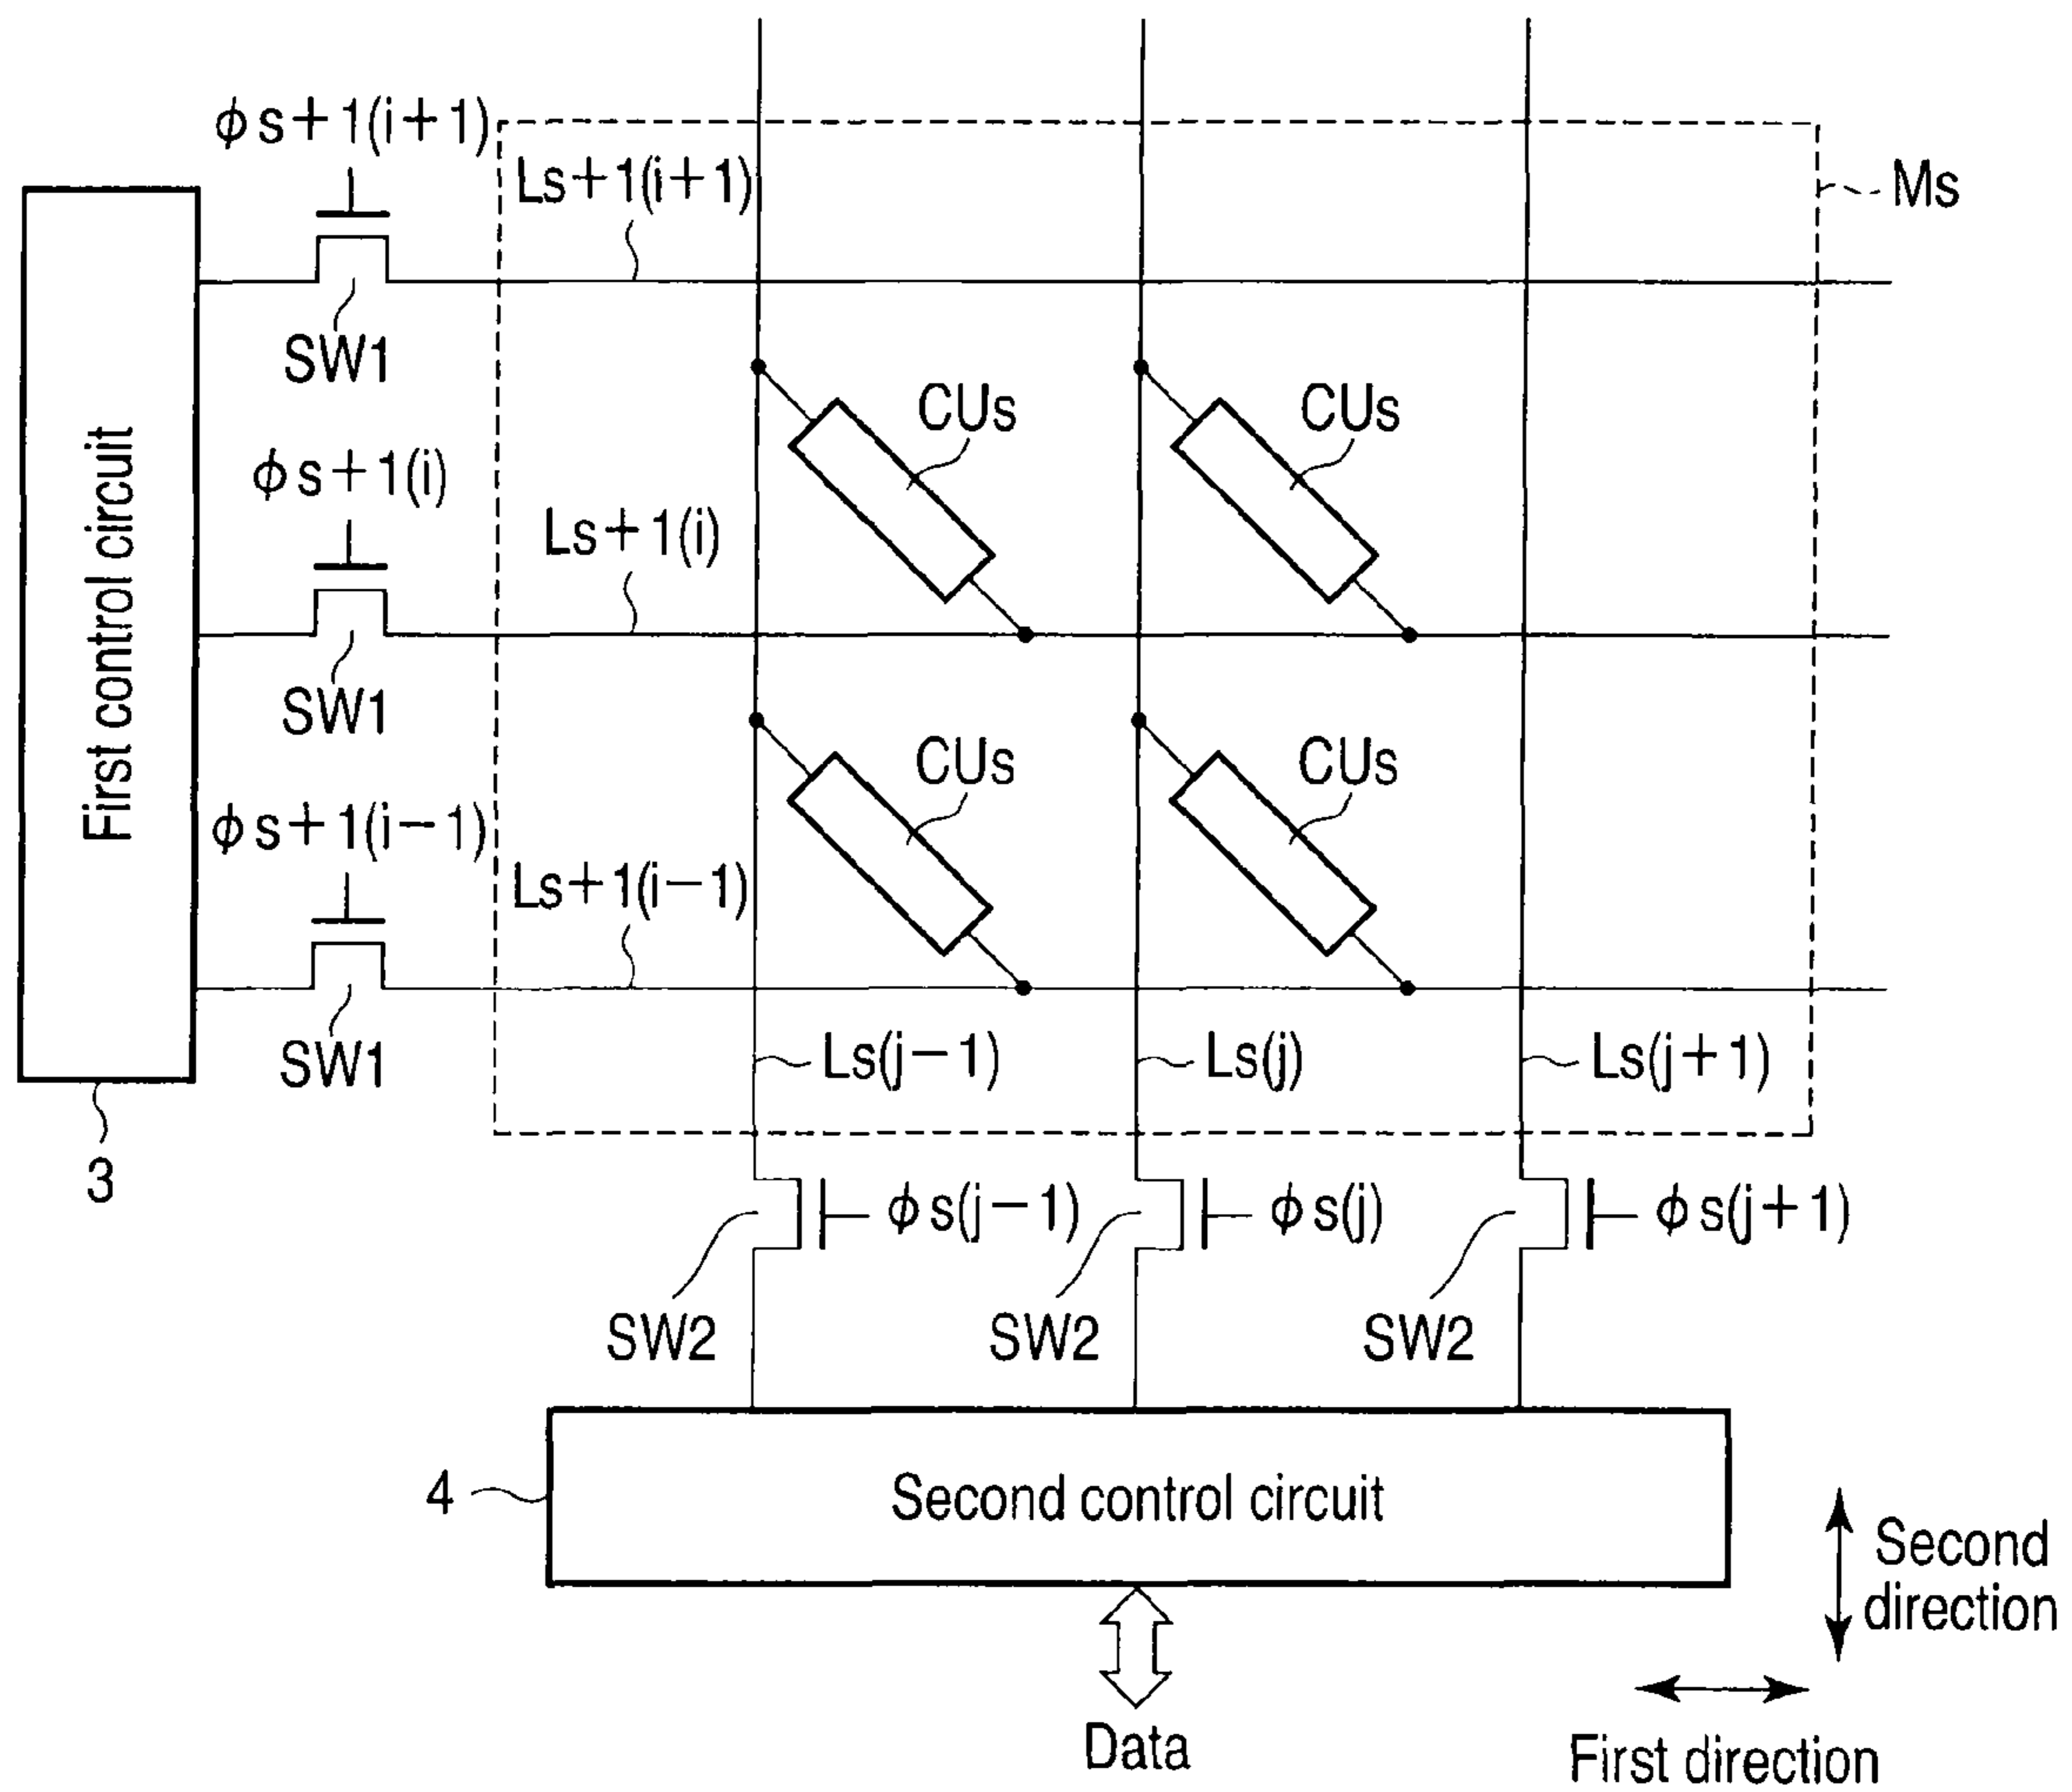 ϕs+1(i+1)
Ls+1(i+1)
Ms
SW1
First control circuit
CUs
CUs
ϕs+1(i)
Ls+1(i)
SW1
CUs
CUs
ϕs+1(i−1)
Ls+1(i−1)
SW1
Ls(j−1)
Ls(j)
Ls(j+1)
3
ϕs(j−1)
ϕs(j)
ϕs(j+1)
SW2
SW2
SW2
4
Second control circuit
Second
direction
Data
First direction